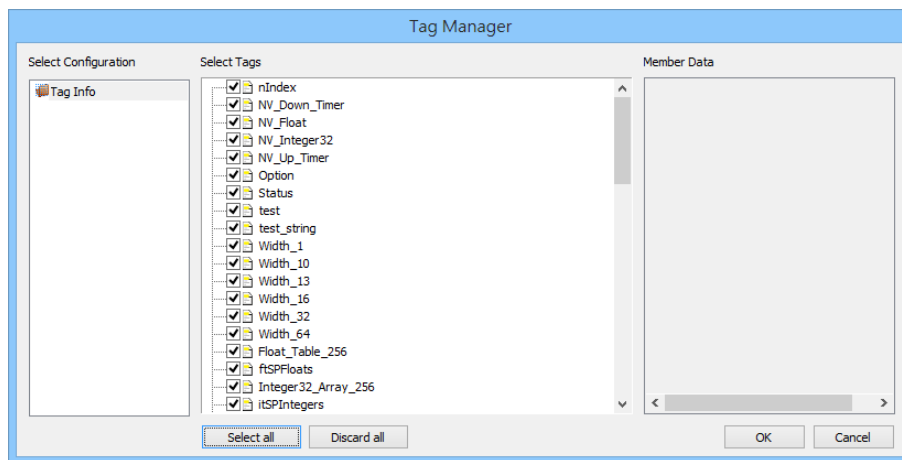 Tag Manager
Select Configuration
Select Tags
Member Data
Tag Info
nIndex
NV_Down_Timer
NV_Float
NV_Integer32
NV_Up_Timer
Option
Status
test
test_string
Width_1
Width_10
Width_13
Width_16
Width_32
Width_64
Float_Table_256
ftSPFloats
Integer32_Array_256
itSPIntegers
Select all
Discard all
OK
Cancel